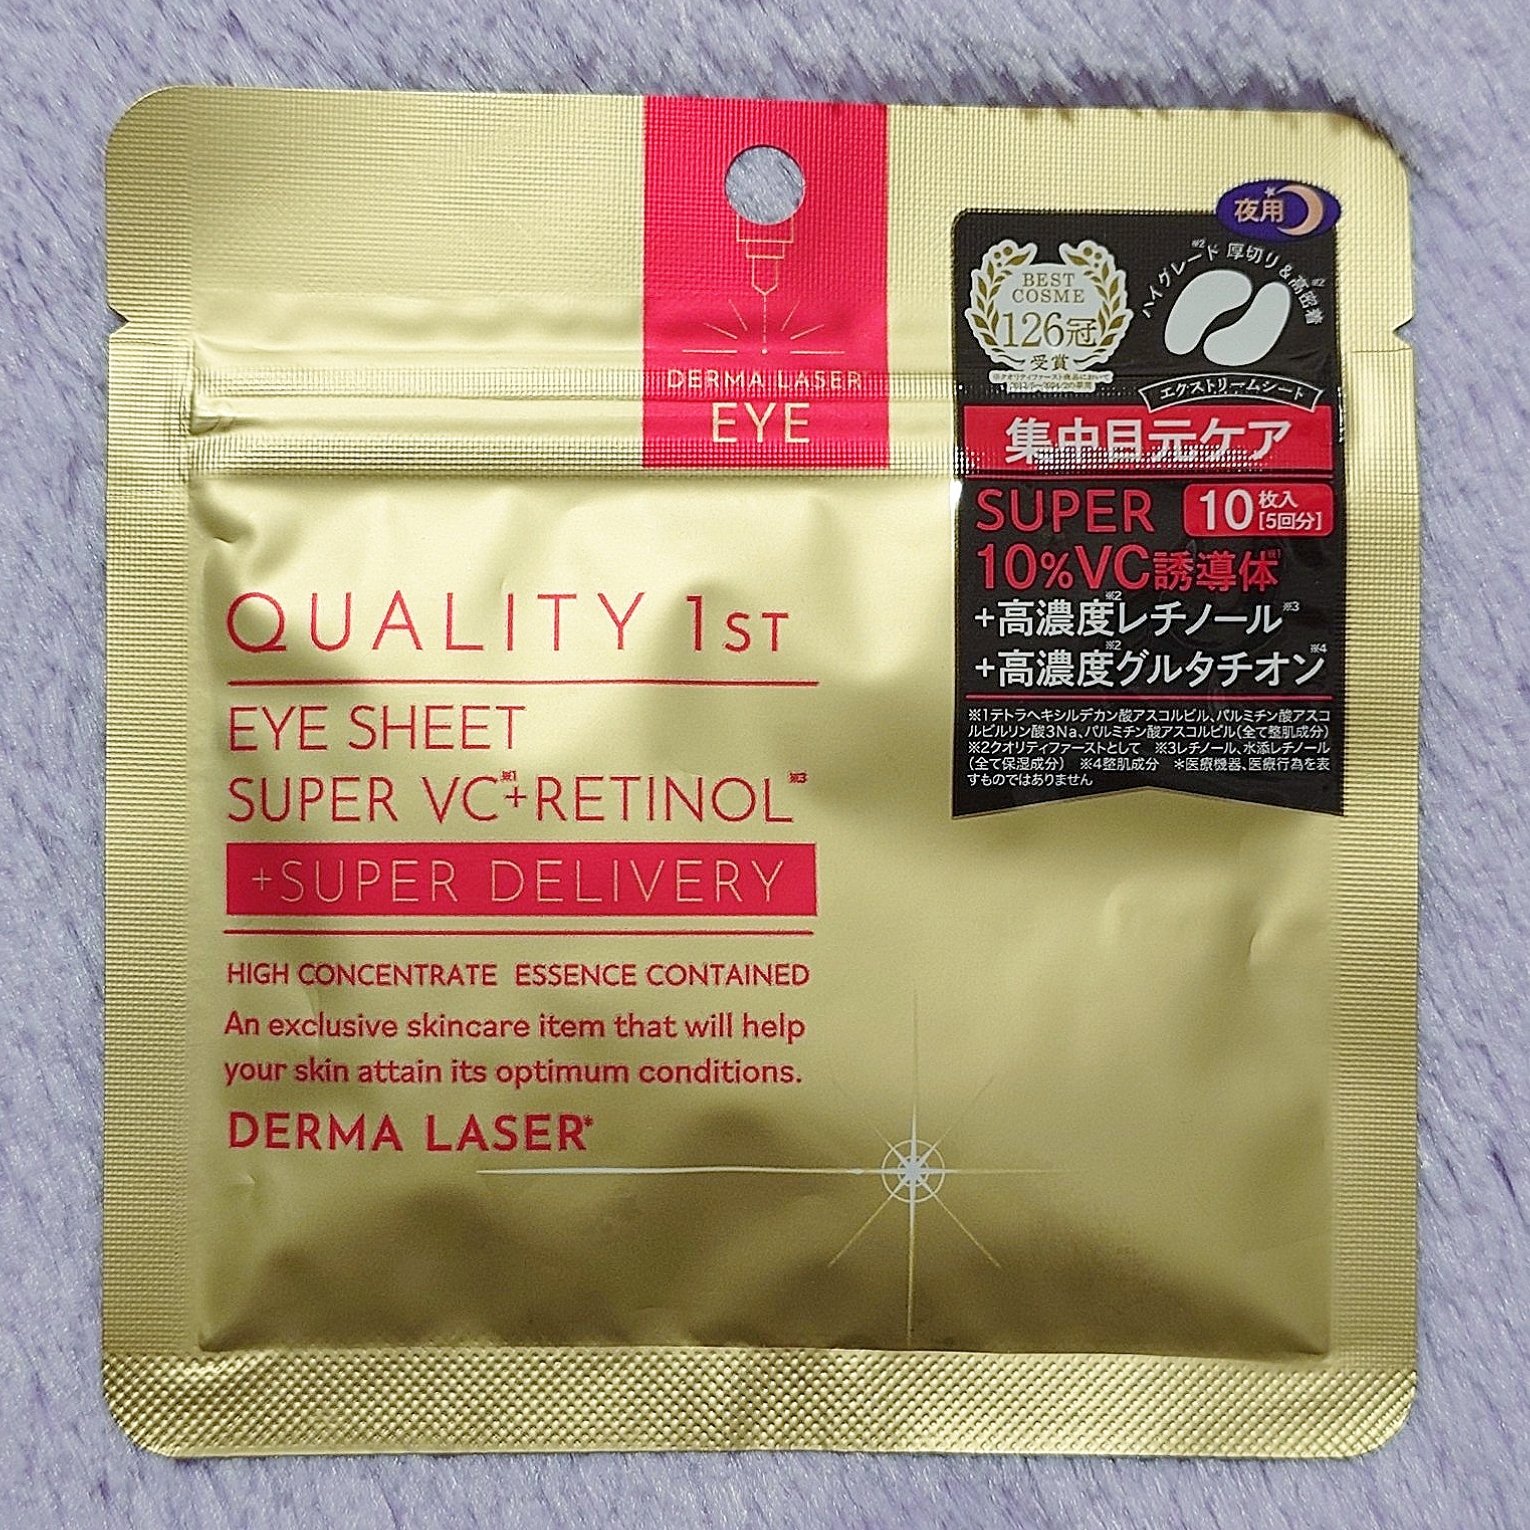 DERMA LASER
EYE
夜用
BEST
COSME
126冠
受賞
ハイグレード※2 厚切り&高密着※2
エクストリームシート
集中目元ケア
SUPER
10枚入
[5回分]
10%VC誘導体※1
+高濃度※2レチノール※3
+高濃度※2グルタチオン※4
※1テトラヘキシルデカン酸アスコルビル、パルミチン酸アスコ
ルビルリン酸3Na、パルミチン酸アスコルビル(全て整肌成分)
※2クオリティファーストとして ※3レチノール、水添レチノール
(全て保湿成分) ※4整肌成分 *医療機器、医療行為を表
すものではありません
QUALITY 1ST
EYE SHEET
SUPER VC※1+RETINOL※3
+SUPER DELIVERY
HIGH CONCENTRATE ESSENCE CONTAINED
An exclusive skincare item that will help
your skin attain its optimum conditions.
DERMA LASER*